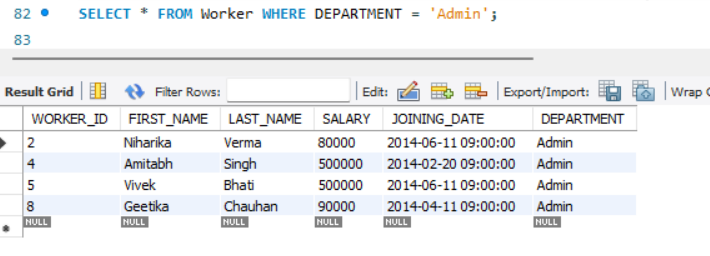 82 SELECT * FROM Worker WHERE DEPARTMENT = 'Admin';
83
Result Grid Filter Rows: Edit: Export/Import: Wrap C
WORKER_ID FIRST_NAME LAST_NAME SALARY JOINING_DATE DEPARTMENT
2 Niharika Verma 80000 2014-06-11 09:00:00 Admin
4 Amitabh Singh 500000 2014-02-20 09:00:00 Admin
5 Vivek Bhati 500000 2014-06-11 09:00:00 Admin
8 Geetika Chauhan 90000 2014-04-11 09:00:00 Admin
NULL NULL NULL NULL NULL NULL